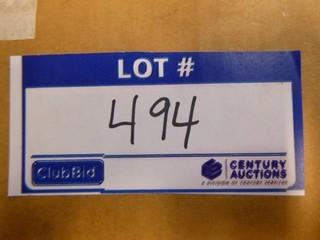 LOT #
494
ClubBid
CENTURY
AUCTIONS
A DIVISION OF CENTURY SERVICES